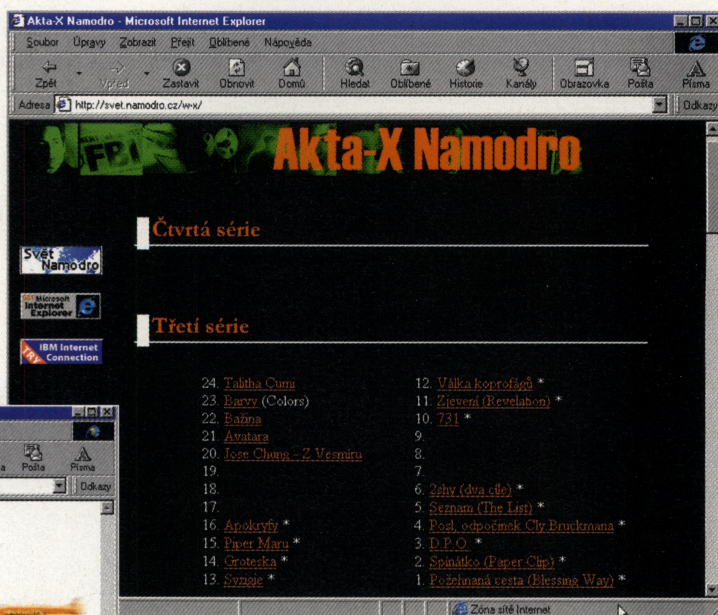 Akta-X Namodro - Microsoft Internet Explorer
Soubor Úpravy Zobrazit Přejít Oblíbené Nápověda
Zpět Vpřed Zastavit Obnovit Domů Hledat Oblíbené Historie Kanály Obrazovka Pošta Písma
Adresa http://svet.namodro.cz/w-x/ Odkazy
FBI
Akta-X Namodro
Čtvrtá série
Svět Namodro
Microsoft Internet Explorer
TRY IBM Internet Connection
Třetí série
24. Talitha Cumi
23. Barvy (Colors)
22. Bažina
21. Avatara
20. Jose Chung - Z Vesmíru
19.
18.
17.
16. Apokryfy *
15. Piper Maru *
14. Groteska *
13. Syzigie *
12. Válka koprofágů *
11. Zjevení (Revelation) *
10. 731 *
9.
8.
7.
6. 2shy (dva cíle) *
5. Seznam (The List) *
4. Posl. odpočinek Cly Bruckmana *
3. D.P.O. *
2. Spinátko (Paper Clip) *
1. Požehnaná cesta (Blessing Way) *
Pošta Písma
Odkazy
Zóna sítě Internet